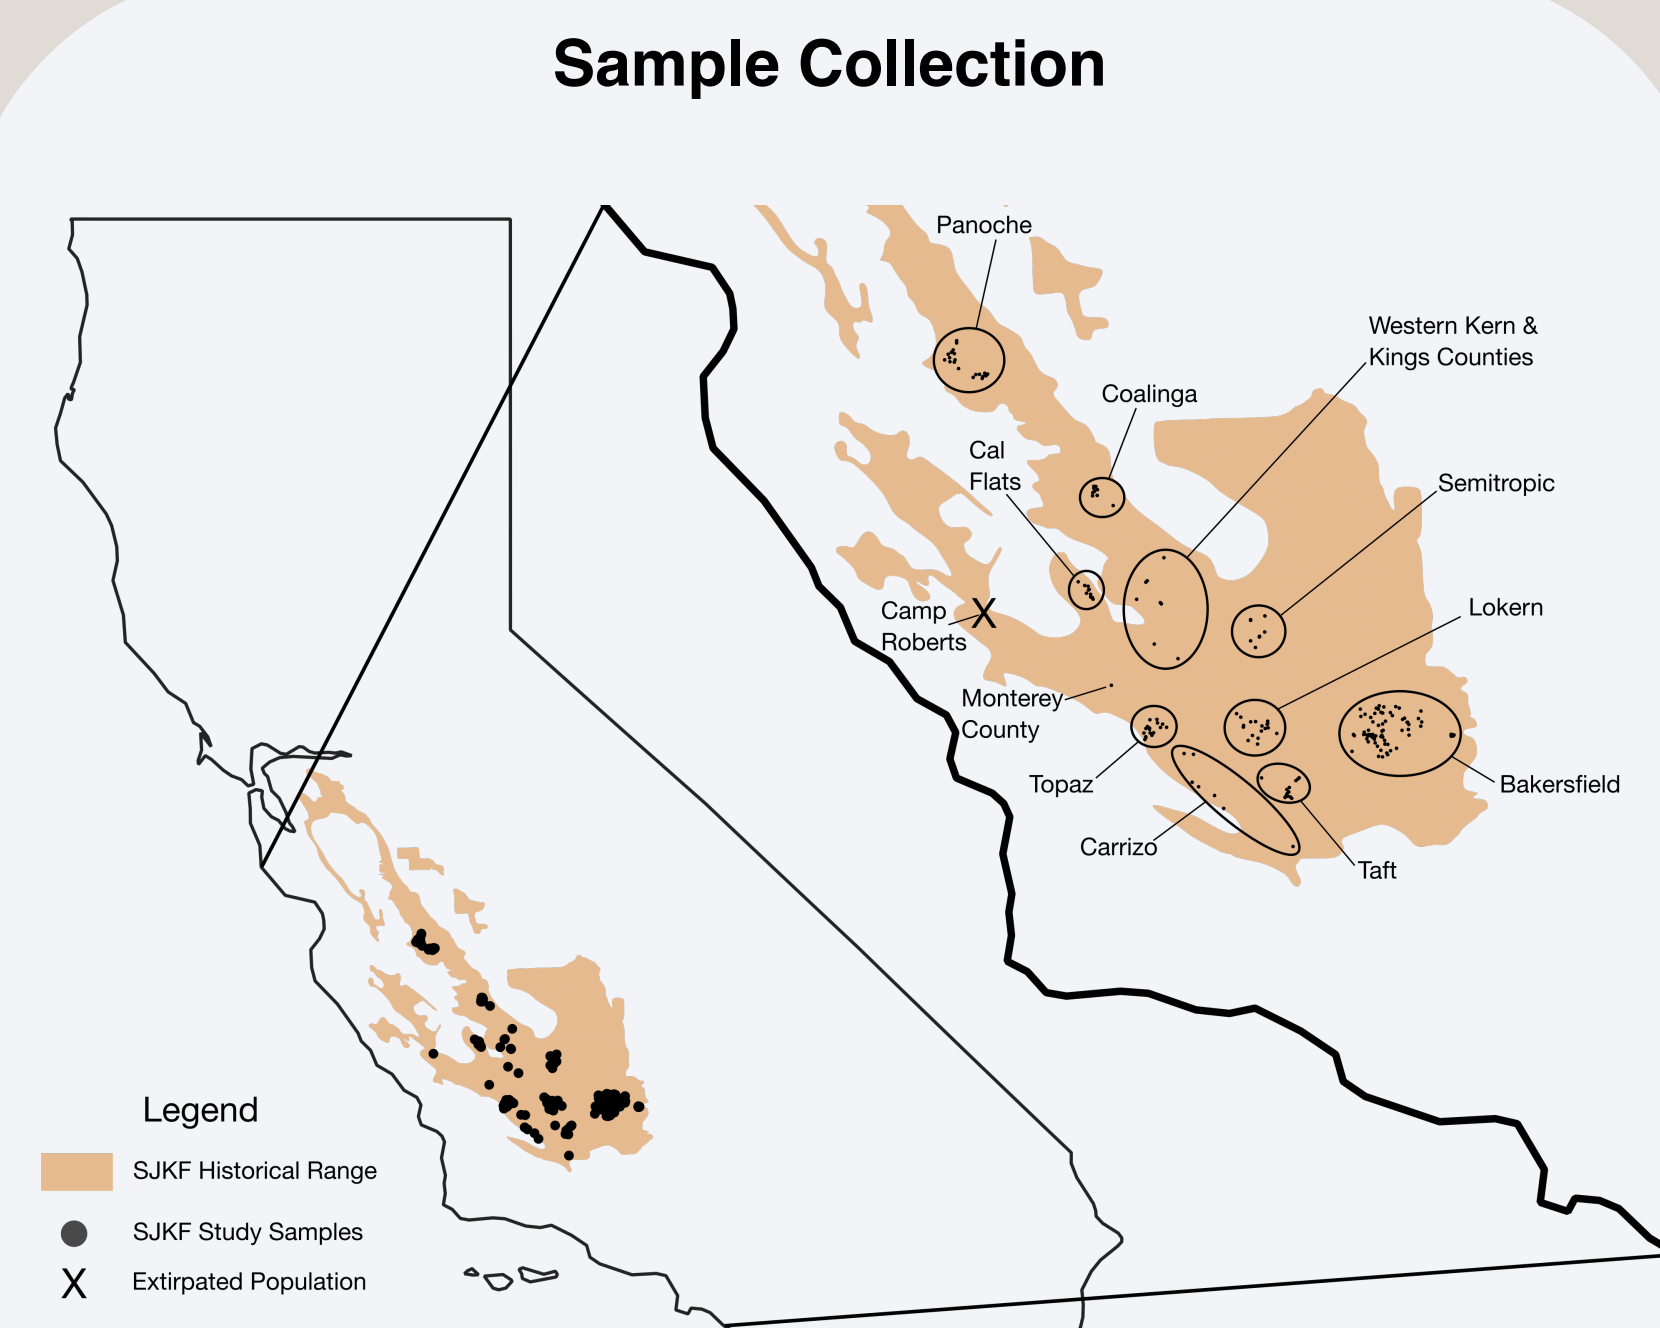 Sample Collection
Panoche
Western Kern &
Kings Counties
Coalinga
Cal
Flats
Semitropic
Camp
Roberts
X
Lokern
Monterey
County
Topaz
Bakersfield
Carrizo
Taft
Legend
SJKF Historical Range
SJKF Study Samples
X Extirpated Population